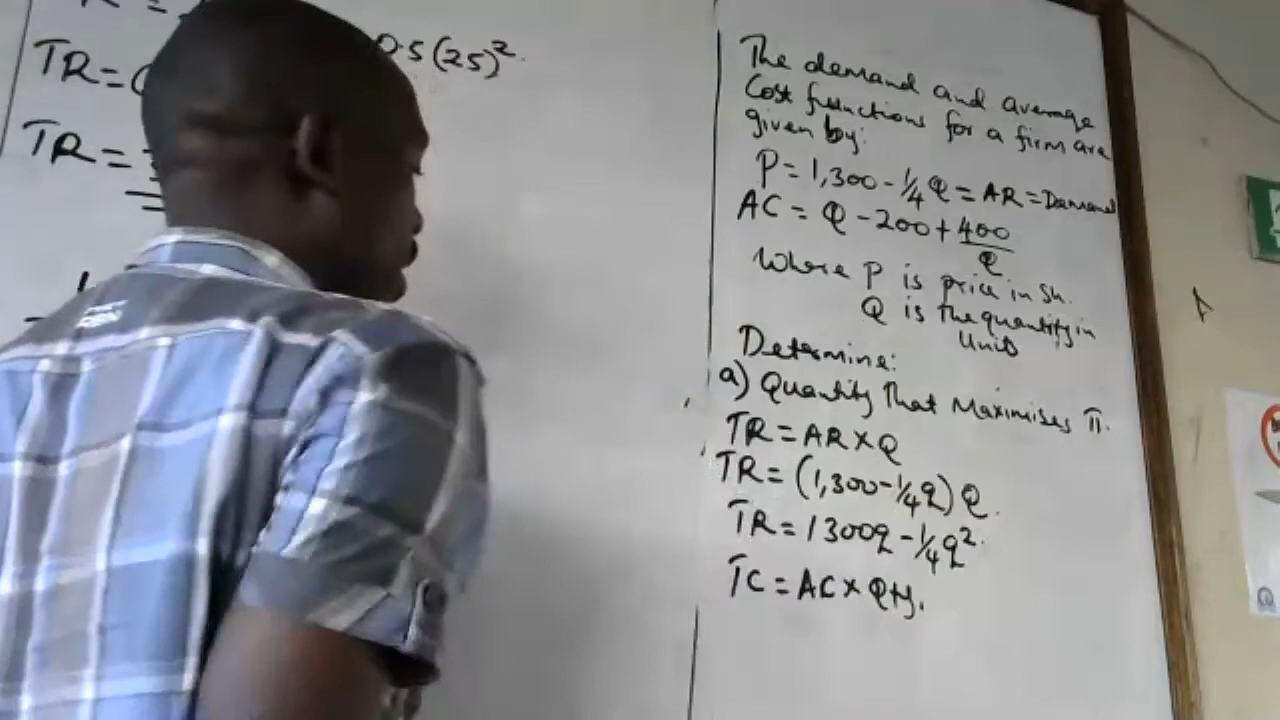 TR=
0.5(25)².
TR=
The demand and average
Cost functions for a firm are
given by:
P = 1,300 - ¼ Q = AR = Demand
AC = Q - 200 + 400/Q
Where P is price in Sh.
Q is the quantity in
Units
Determine:
a) Quantity That Maximises π.
TR = AR X Q
TR = (1,300 - ¼q) Q.
TR = 1300q - ¼q².
TC = AC x Qty.